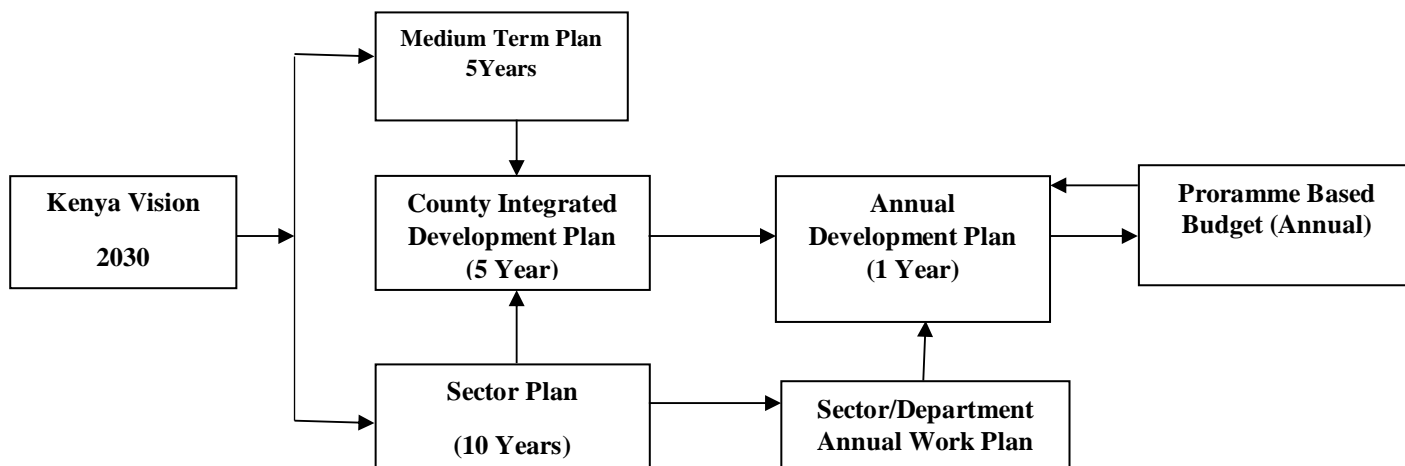 Medium Term Plan
5Years
Kenya Vision
2030
County Integrated
Development Plan
(5 Year)
Annual
Development Plan
(1 Year)
Proramme Based
Budget (Annual)
Sector Plan
(10 Years)
Sector/Department
Annual Work Plan